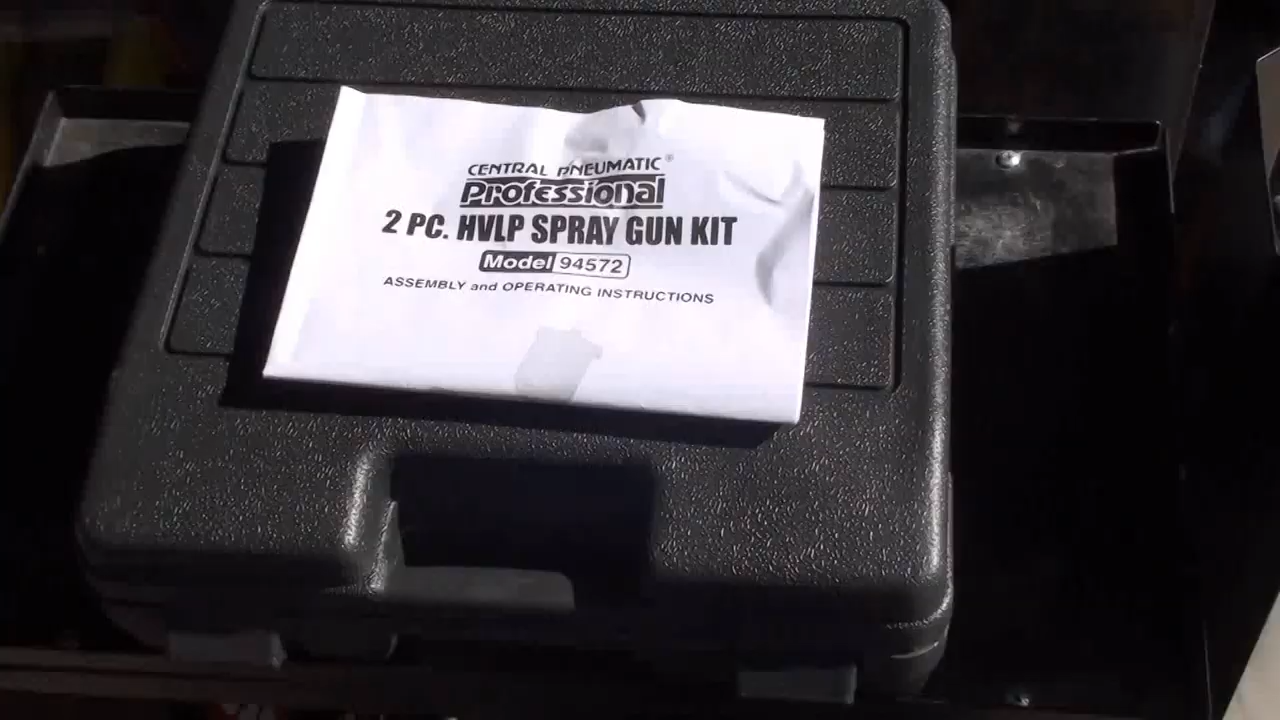 CENTRAL PNEUMATIC®
Professional
2 PC. HVLP SPRAY GUN KIT
Model 94572
ASSEMBLY and OPERATING INSTRUCTIONS